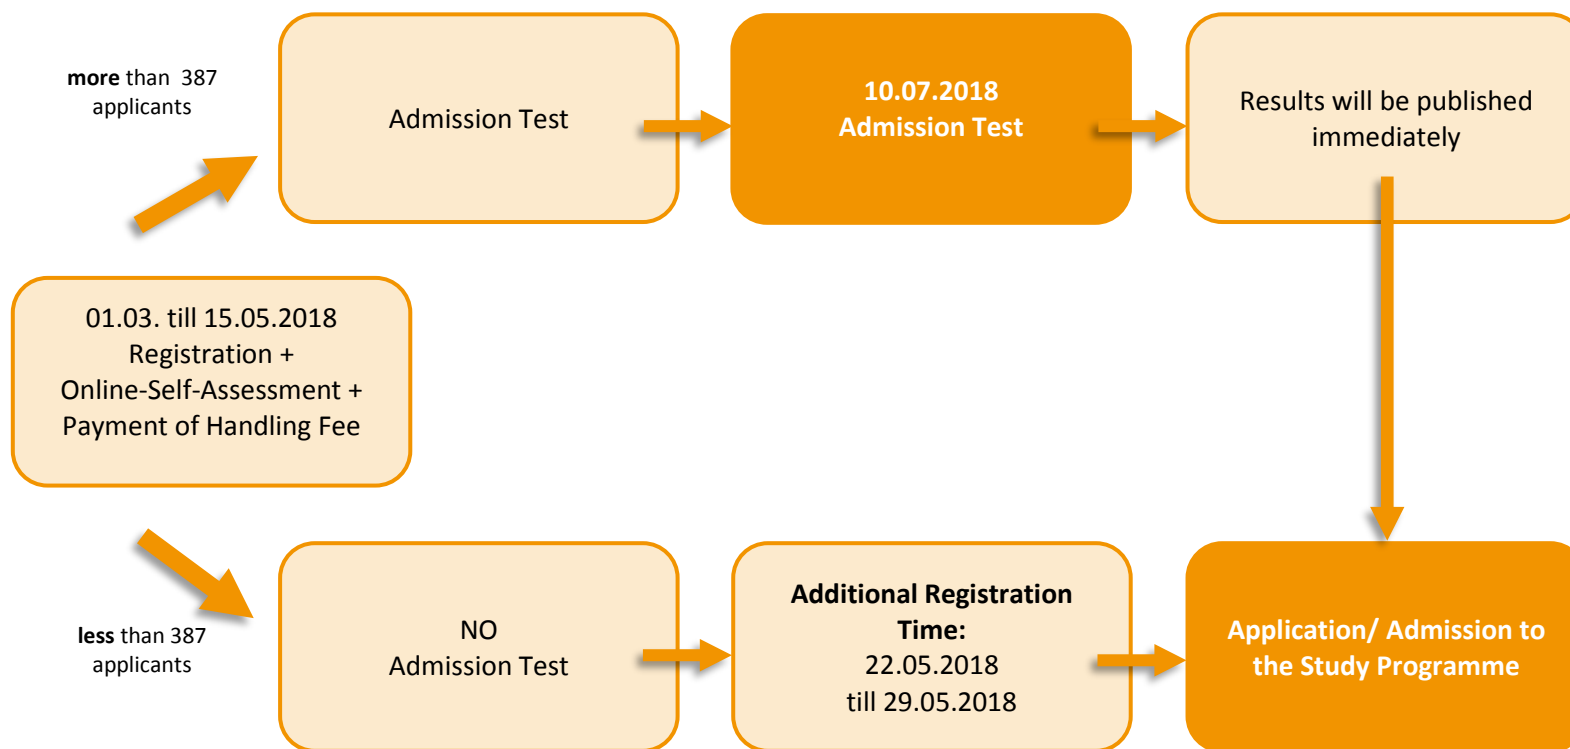 more than 387
applicants
Admission Test
10.07.2018
Admission Test
Results will be published
immediately
01.03. till 15.05.2018
Registration +
Online-Self-Assessment +
Payment of Handling Fee
less than 387
applicants
NO
Admission Test
Additional Registration
Time:
22.05.2018
till 29.05.2018
Application/ Admission to
the Study Programme